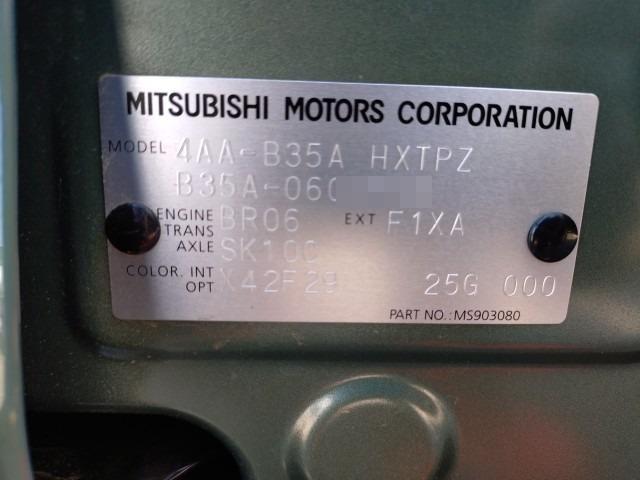 MITSUBISHI MOTORS CORPORATION
MODEL 4AA-B35A HXTPZ
B35A-060
ENGINE BR06 EXT F1XA
TRANS
AXLE SK10C
COLOR. INT X42F29
OPT 25G 000
PART NO.: MS903080